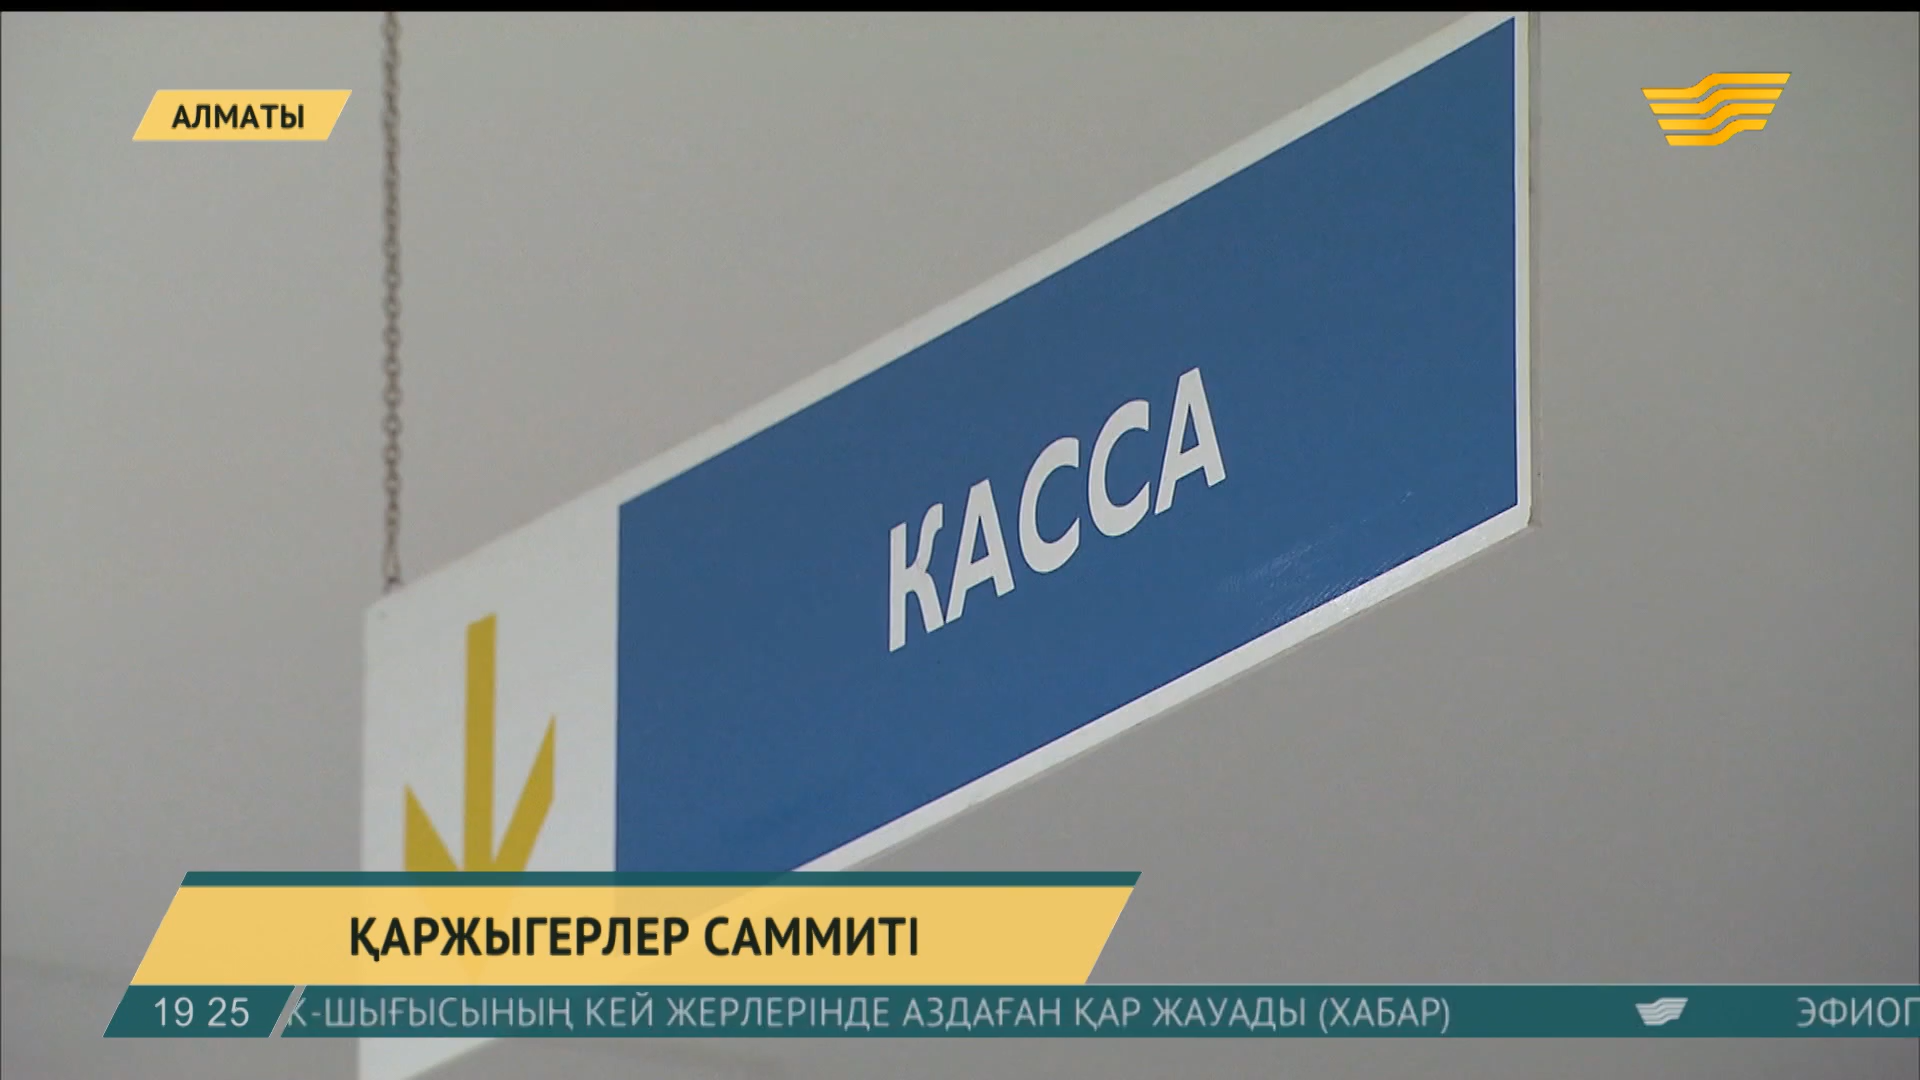 АЛМАТЫ
КАССА
ҚАРЖЫГЕРЛЕР САММИТІ
19 25
К-ШЫҒЫСЫНЫҢ КЕЙ ЖЕРЛЕРІНДЕ АЗДАҒАН ҚАР ЖАУАДЫ (ХАБАР)